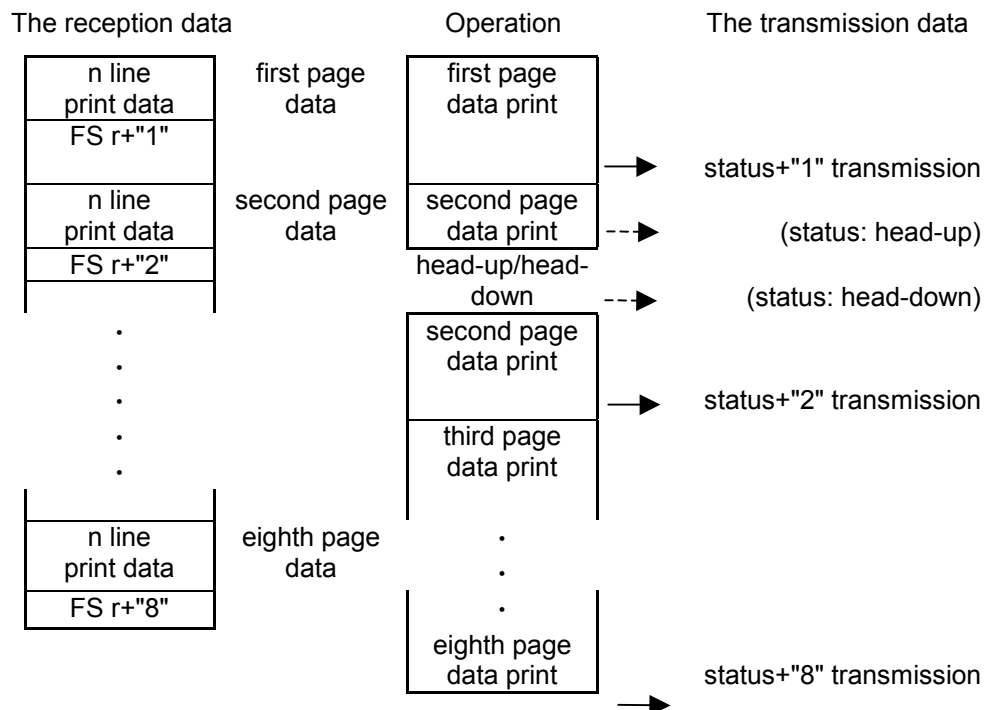 The reception data
Operation
The transmission data
n line
print data
first page
data
first page
data print
FS r+"1"
status+"1" transmission
n line
print data
second page
data
second page
data print
(status: head-up)
FS r+"2"
head-up/head-
down
(status: head-down)
second page
data print
status+"2" transmission
third page
data print
n line
print data
eighth page
data
FS r+"8"
eighth page
data print
status+"8" transmission